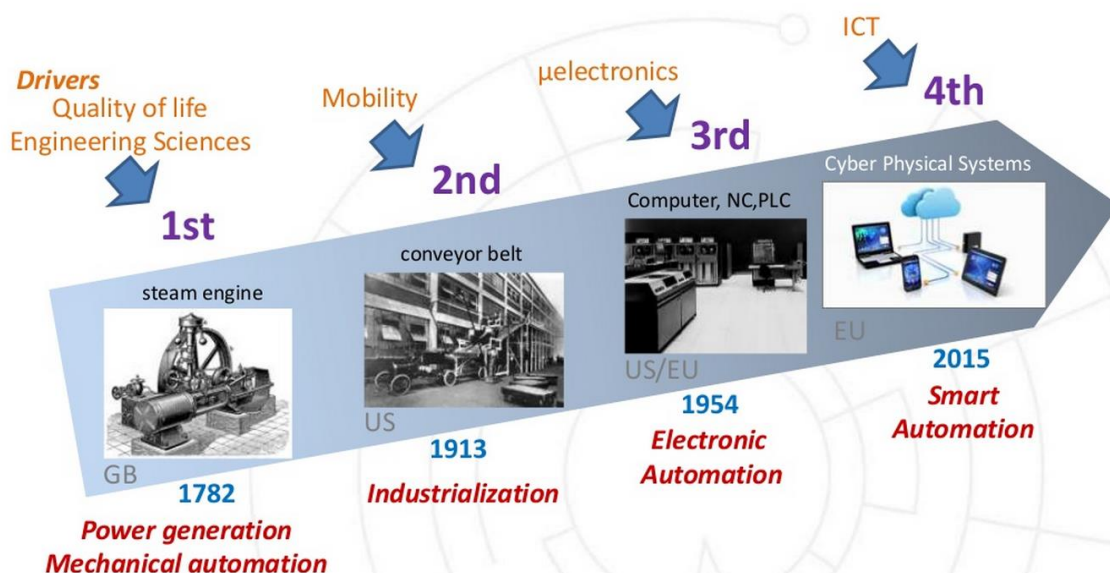 Drivers
Quality of life
Engineering Sciences
1st
steam engine
GB
1782
Power generation
Mechanical automation
Mobility
2nd
conveyor belt
US
1913
Industrialization
µelectronics
3rd
Computer, NC,PLC
US/EU
1954
Electronic
Automation
ICT
4th
Cyber Physical Systems
EU
2015
Smart
Automation